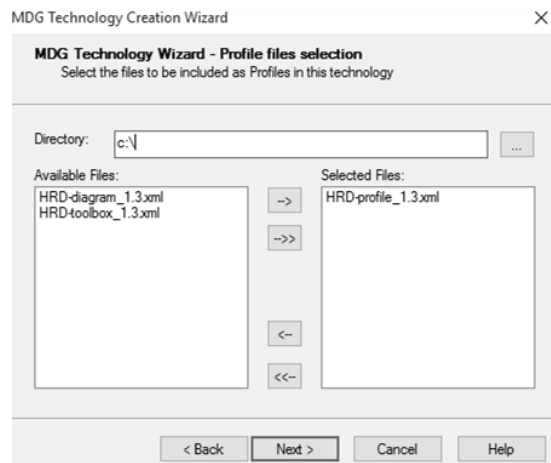 MDG Technology Creation Wizard
MDG Technology Wizard - Profile files selection
Select the files to be included as Profiles in this technology
Directory: c:\ ...
Available Files: Selected Files:
HRD-diagram_1.3.xml --> HRD-profile_1.3.xml
HRD-toolbox_1.3.xml
-->>
<--
<<--
< Back Next > Cancel Help